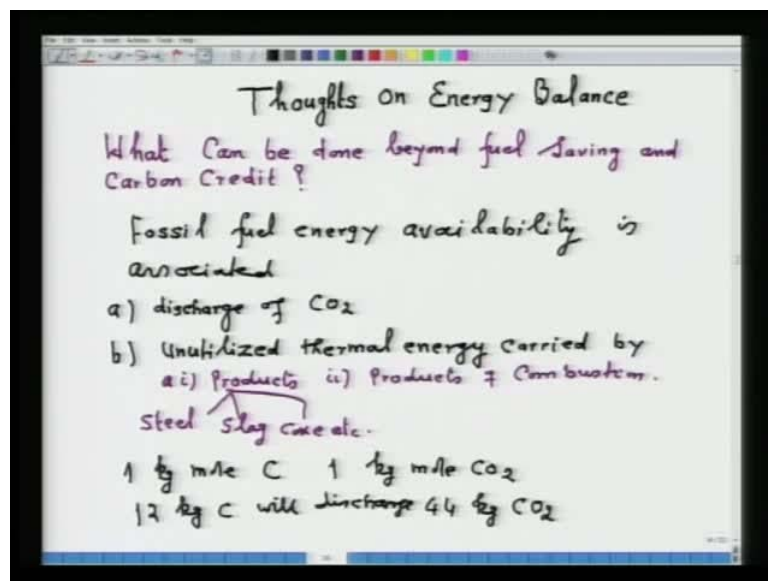 Thoughts on Energy Balance
What Can be done beyond fuel saving and
Carbon Credit ?
Fossil fuel energy availability is
associated
a) discharge of CO2
b) Unutilized thermal energy carried by
a i) Products ii) Products of Combustion.
Steel Slag Coke etc.
1 kg mole C 1 kg mole CO2
12 kg C will discharge 44 kg CO2